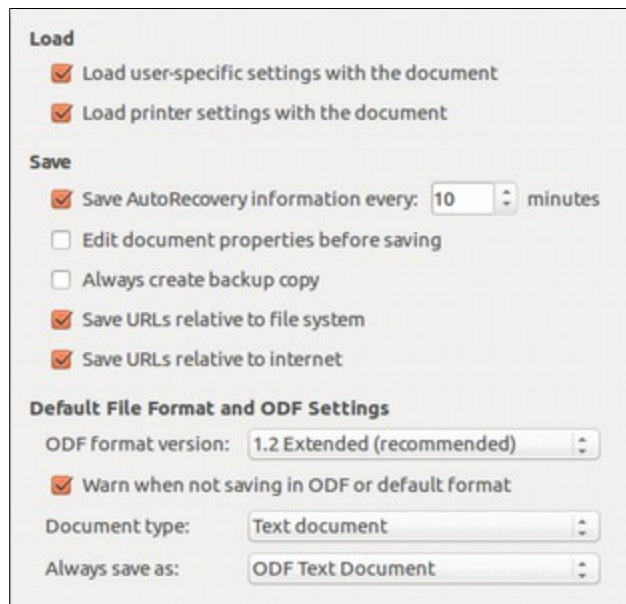 Load
Load user-specific settings with the document
Load printer settings with the document
Save
Save AutoRecovery information every: 10 minutes
Edit document properties before saving
Always create backup copy
Save URLs relative to file system
Save URLs relative to internet
Default File Format and ODF Settings
ODF format version: 1.2 Extended (recommended)
Warn when not saving in ODF or default format
Document type: Text document
Always save as: ODF Text Document